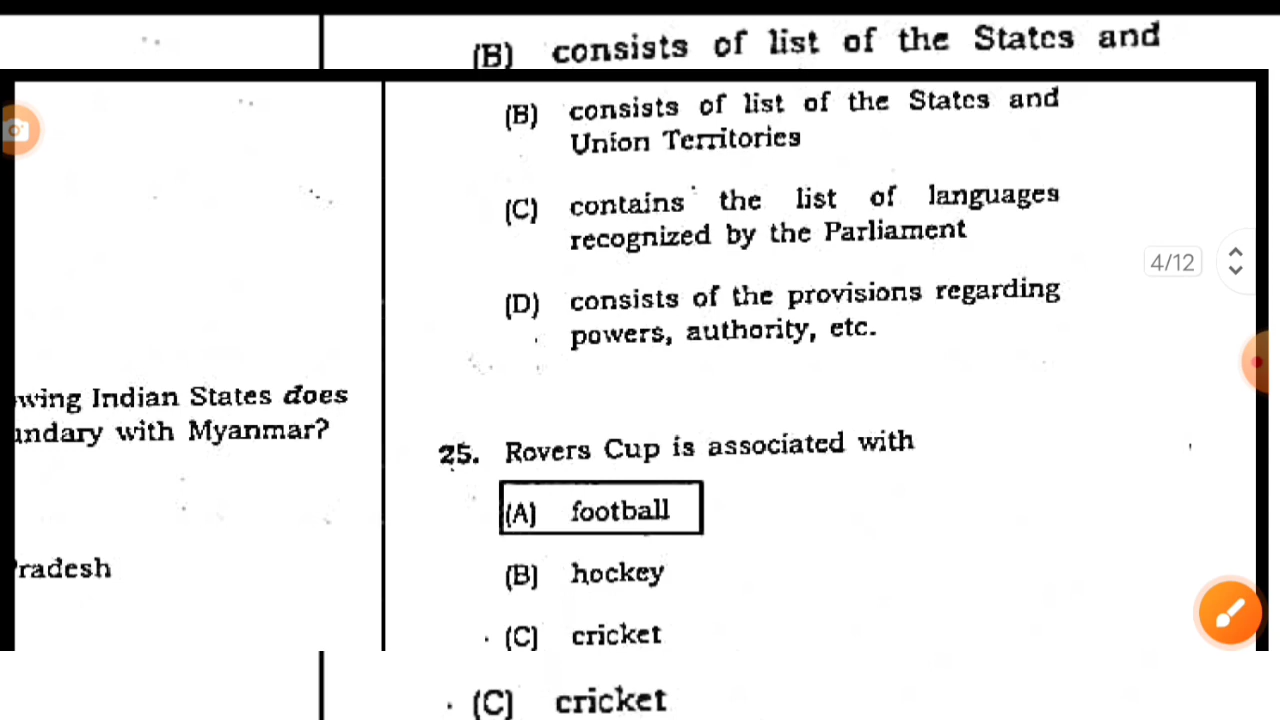 (B) consists of list of the States and
(B) consists of list of the States and
Union Territories
(C) contains the list of languages
recognized by the Parliament
(D) consists of the provisions regarding
powers, authority, etc.
4/12
wing Indian States does
undary with Myanmar?
radesh
25. Rovers Cup is associated with
(A) football
(B) hockey
(C) cricket
(C) cricket